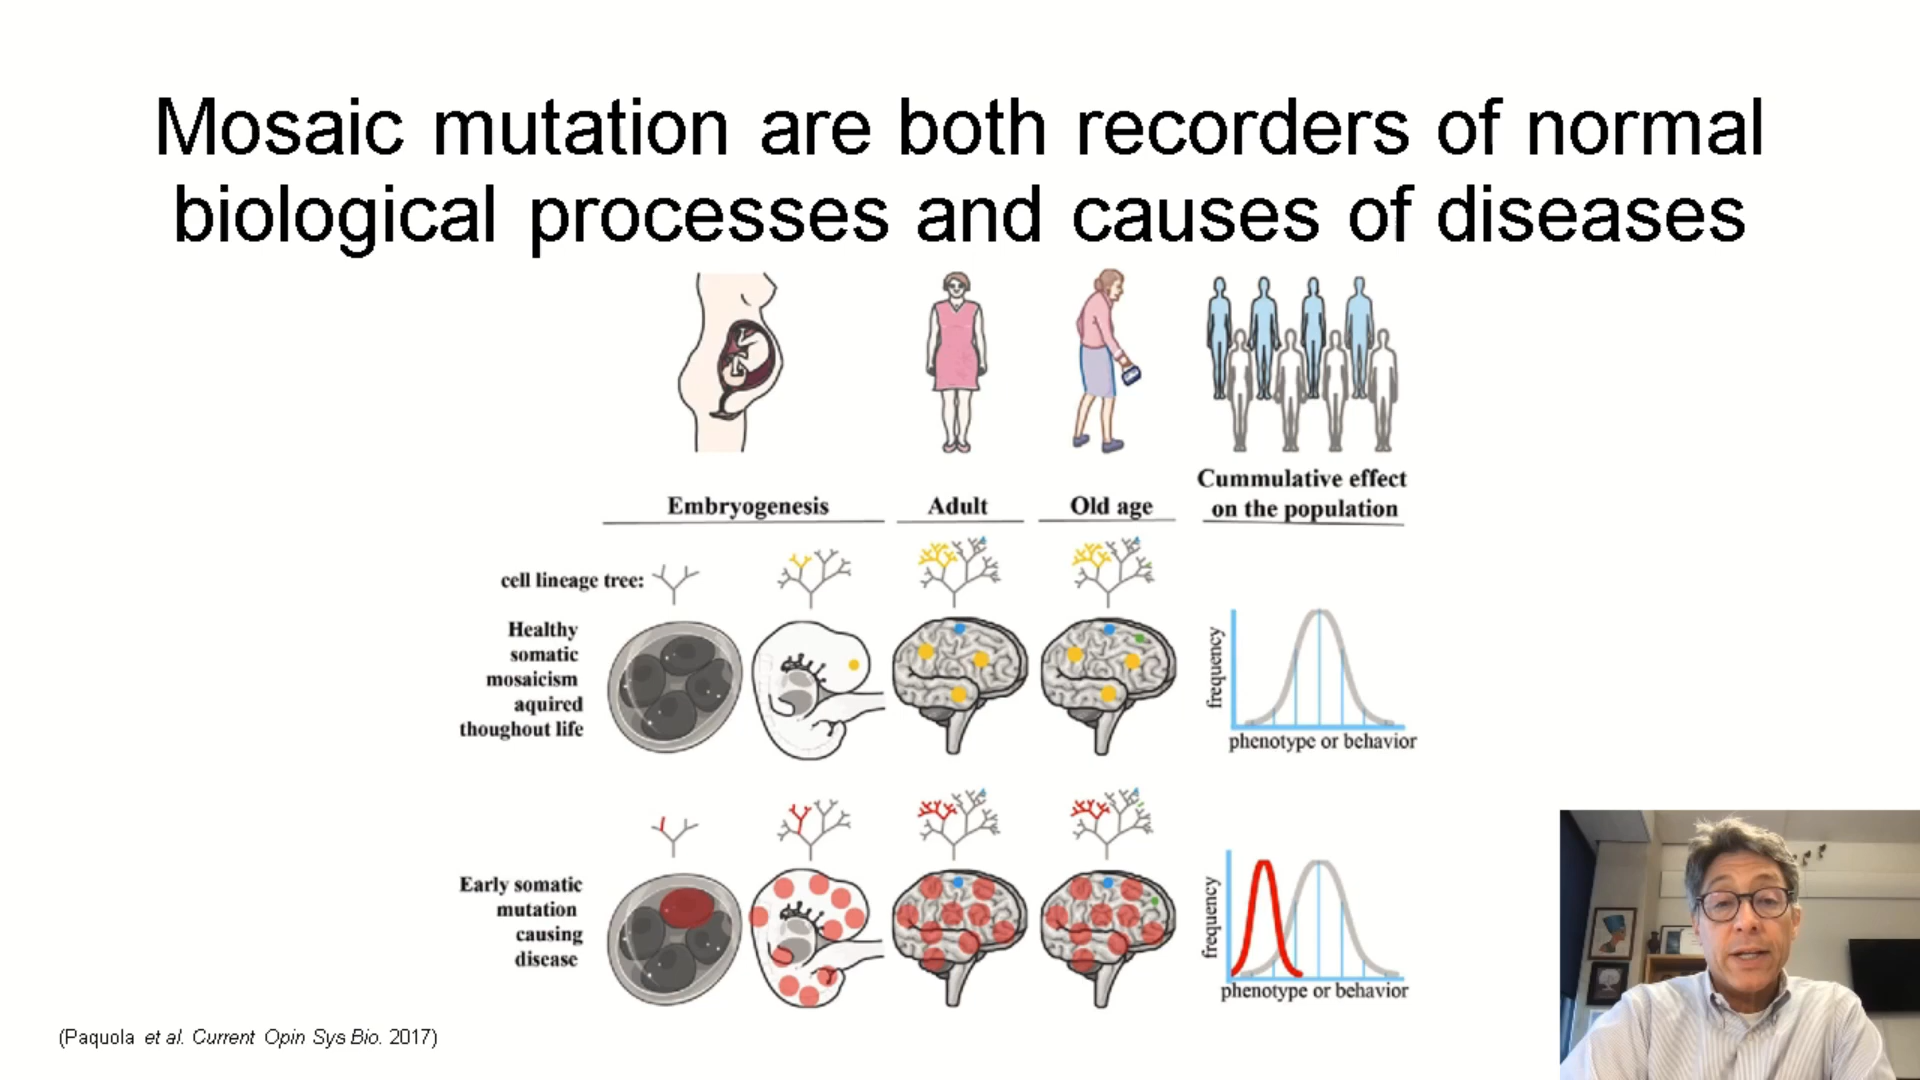 Mosaic mutation are both recorders of normal
biological processes and causes of diseases
Embryogenesis
Adult
Old age
Cummulative effect
on the population
cell lineage tree:
Healthy
somatic
mosaicism
aquired
thoughout life
frequency
phenotype or behavior
Early somatic
mutation
causing
disease
frequency
phenotype or behavior
(Paquola et al. Current Opin Sys Bio. 2017)